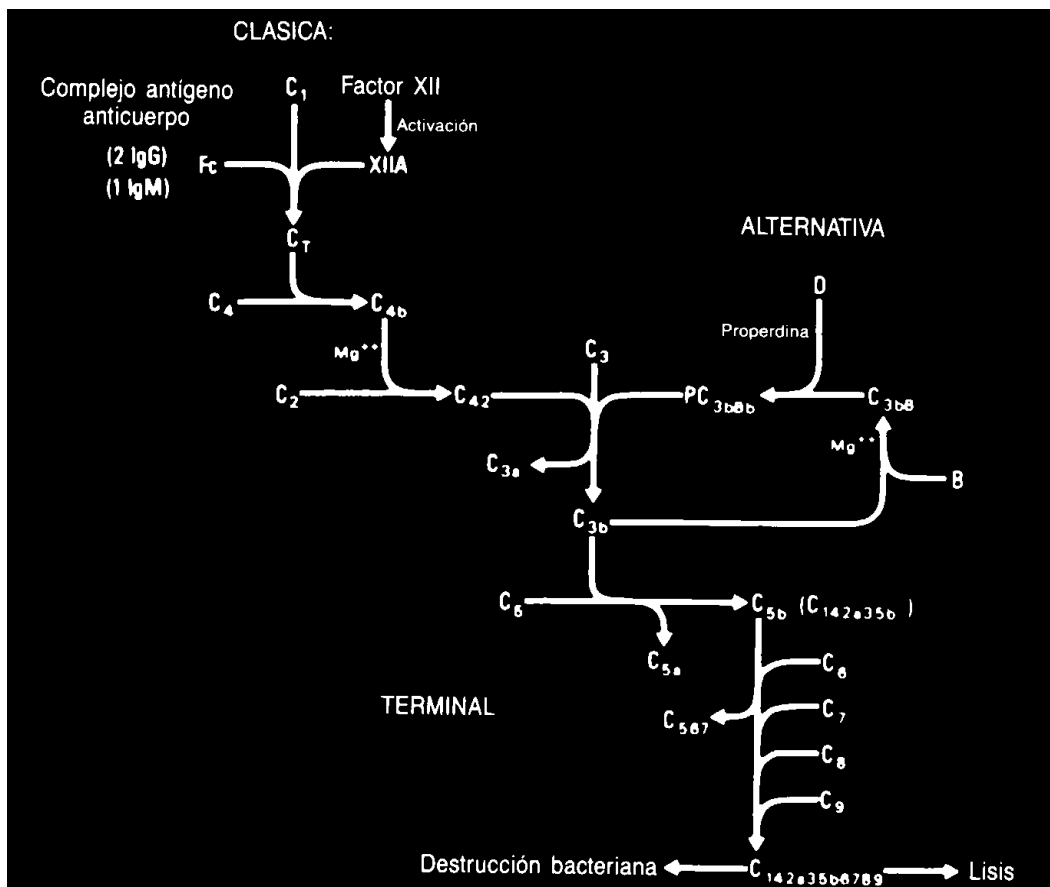 CLASICA:
Complejo antígeno
anticuerpo
(2 IgG)
(1 IgM)
Fc
C₁
Factor XII
Activación
XIIA
C_T
C₄
C₄b
Mg⁺⁺
C₂
C₄₂
ALTERNATIVA
D
Properdina
C₃
PC₃bBb
C₃bB
Mg⁺⁺
B
C₃a
C₃b
C₅
C₅b (C₁₄₂a₃₅b)
C₅a
TERMINAL
C₆
C₅₆₇
C₇
C₈
C₉
Destrucción bacteriana
C₁₄₂a₃₅b₆₇₈₉
Lisis